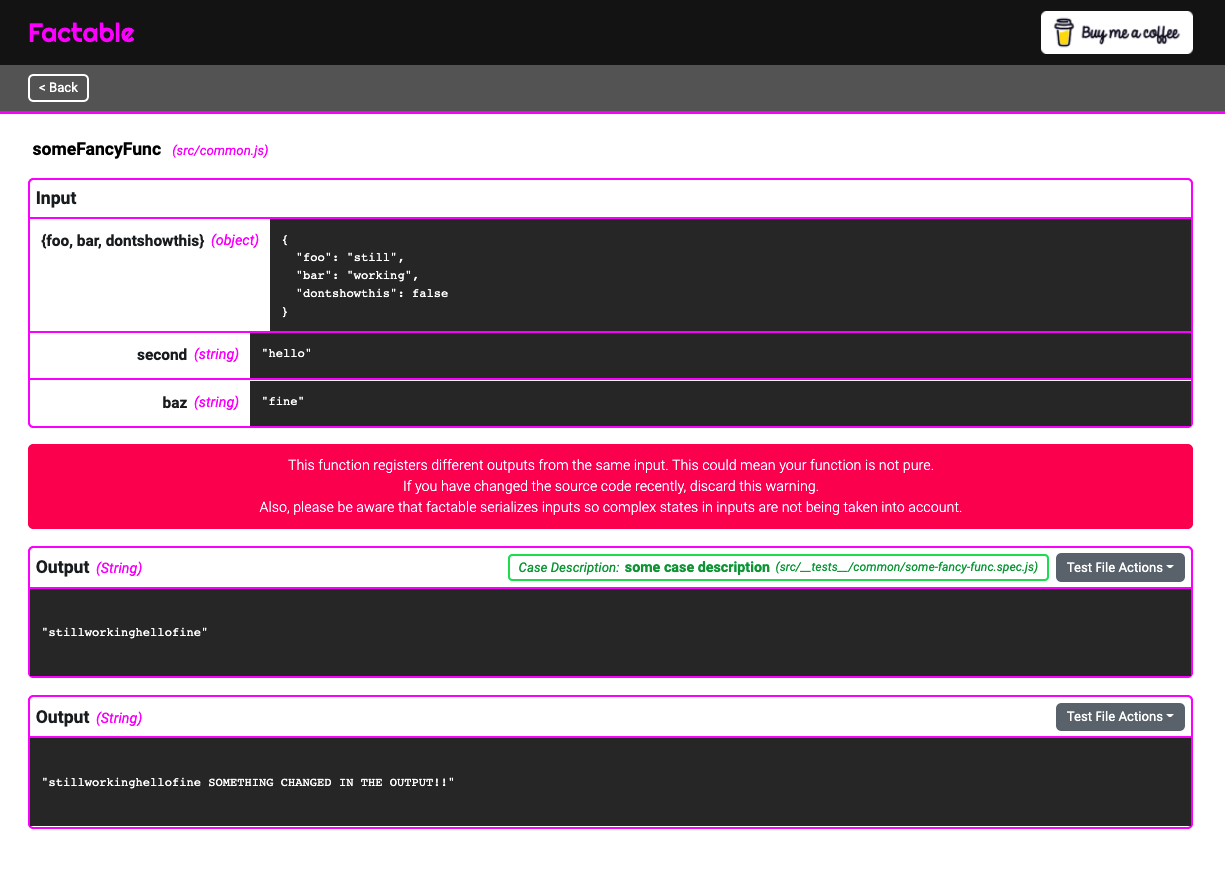 Factable
Buy me a coffee
< Back
someFancyFunc (src/common.js)
Input
{foo, bar, dontshowthis} (object)
{
"foo": "still",
"bar": "working",
"dontshowthis": false
}
second (string) "hello"
baz (string) "fine"
This function registers different outputs from the same input. This could mean your function is not pure.
If you have changed the source code recently, discard this warning.
Also, please be aware that factable serializes inputs so complex states in inputs are not being taken into account.
Output (String) Case Description: some case description (src/__tests__/common/some-fancy-func.spec.js) Test File Actions
"stillworkinghellofine"
Output (String) Test File Actions
"stillworkinghellofine SOMETHING CHANGED IN THE OUTPUT!!"